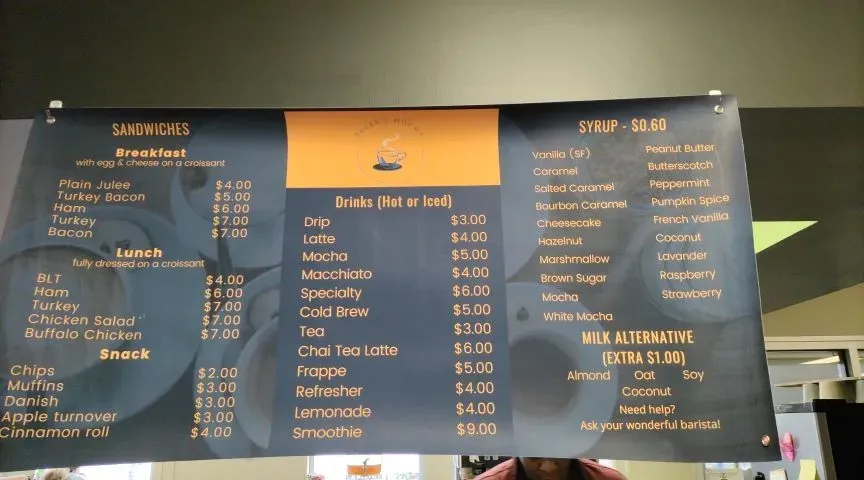 SANDWICHES
Breakfast
with egg & cheese on a croissant
Plain Julee $4.00
Turkey Bacon $5.00
Ham $6.00
Turkey $7.00
Bacon $7.00
Lunch
fully dressed on a croissant
BLT $4.00
Ham $6.00
Turkey $7.00
Chicken Salad $7.00
Buffalo Chicken $7.00
Snack
Chips $2.00
Muffins $3.00
Danish $3.00
Apple turnover $3.00
Cinnamon roll $4.00
Drinks (Hot or Iced)
Drip $3.00
Latte $4.00
Mocha $5.00
Macchiato $4.00
Specialty $6.00
Cold Brew $5.00
Tea $3.00
Chai Tea Latte $6.00
Frappe $5.00
Refresher $4.00
Lemonade $4.00
Smoothie $9.00
SYRUP - $0.60
Vanilla (SF)
Caramel
Salted Caramel
Bourbon Caramel
Cheesecake
Hazelnut
Marshmallow
Brown Sugar
Mocha
White Mocha
Peanut Butter
Butterscotch
Peppermint
Pumpkin Spice
French Vanilla
Coconut
Lavender
Raspberry
Strawberry
MILK ALTERNATIVE
(EXTRA $1.00)
Almond Oat Soy
Coconut
Need help?
Ask your wonderful barista!